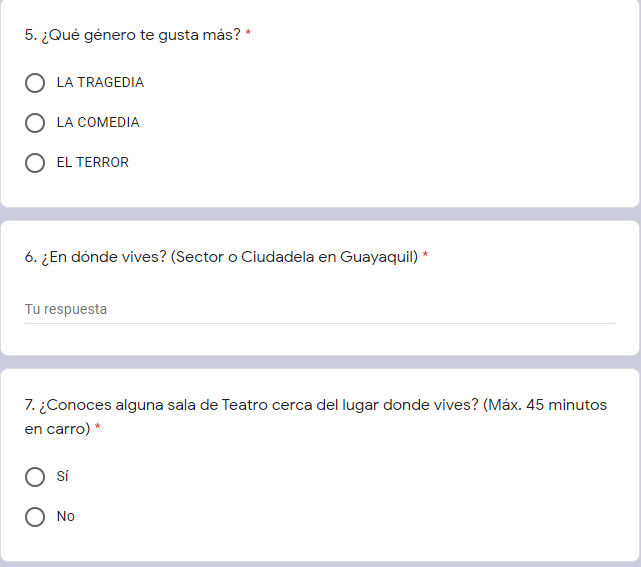 5. ¿Qué género te gusta más? *
LA TRAGEDIA
LA COMEDIA
EL TERROR
6. ¿En dónde vives? (Sector o Ciudadela en Guayaquil) *
Tu respuesta
7. ¿Conoces alguna sala de Teatro cerca del lugar donde vives? (Máx. 45 minutos
en carro) *
Sí
No